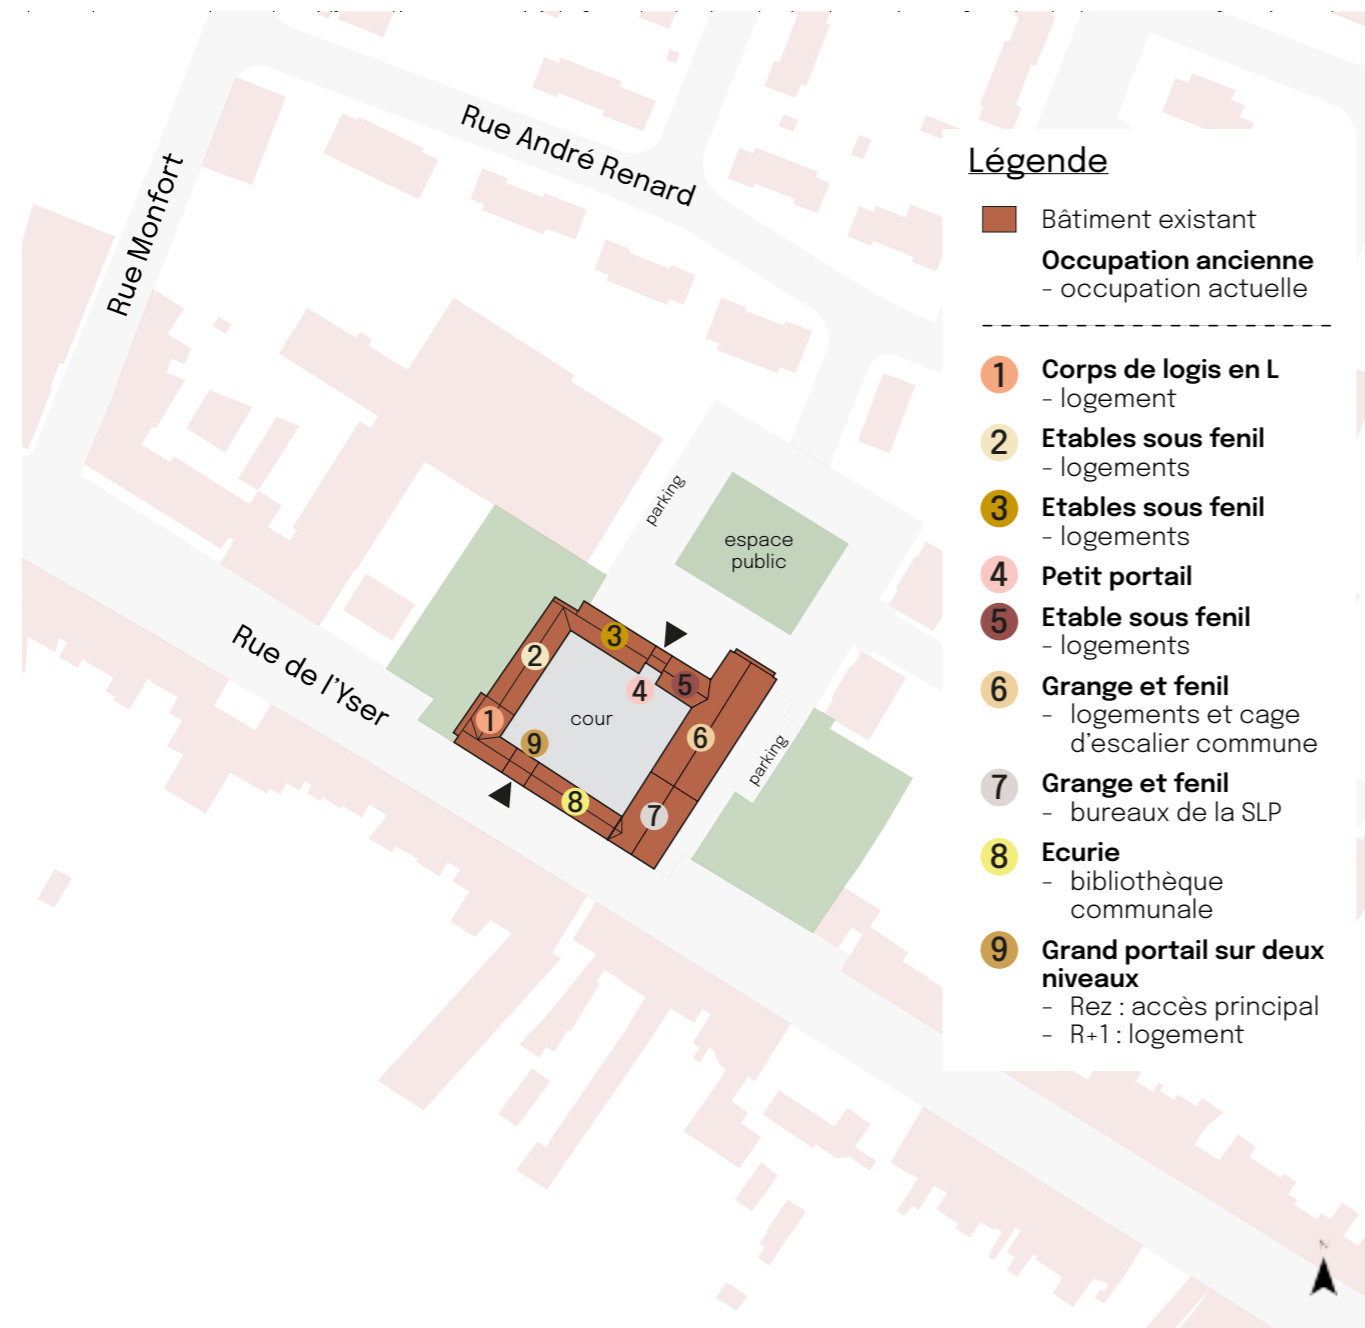 Rue André Renard
Rue Monfort
Rue de l'Yser
parking
espace
public
3
2
4
5
1
cour
9
6
parking
8
7
Légende
Bâtiment existant
Occupation ancienne
- occupation actuelle
1 Corps de logis en L
- logement
2 Etables sous fenil
- logements
3 Etables sous fenil
- logements
4 Petit portail
5 Etable sous fenil
- logements
6 Grange et fenil
- logements et cage
d'escalier commune
7 Grange et fenil
- bureaux de la SLP
8 Ecurie
- bibliothèque
communale
9 Grand portail sur deux
niveaux
- Rez : accès principal
- R+1 : logement
N